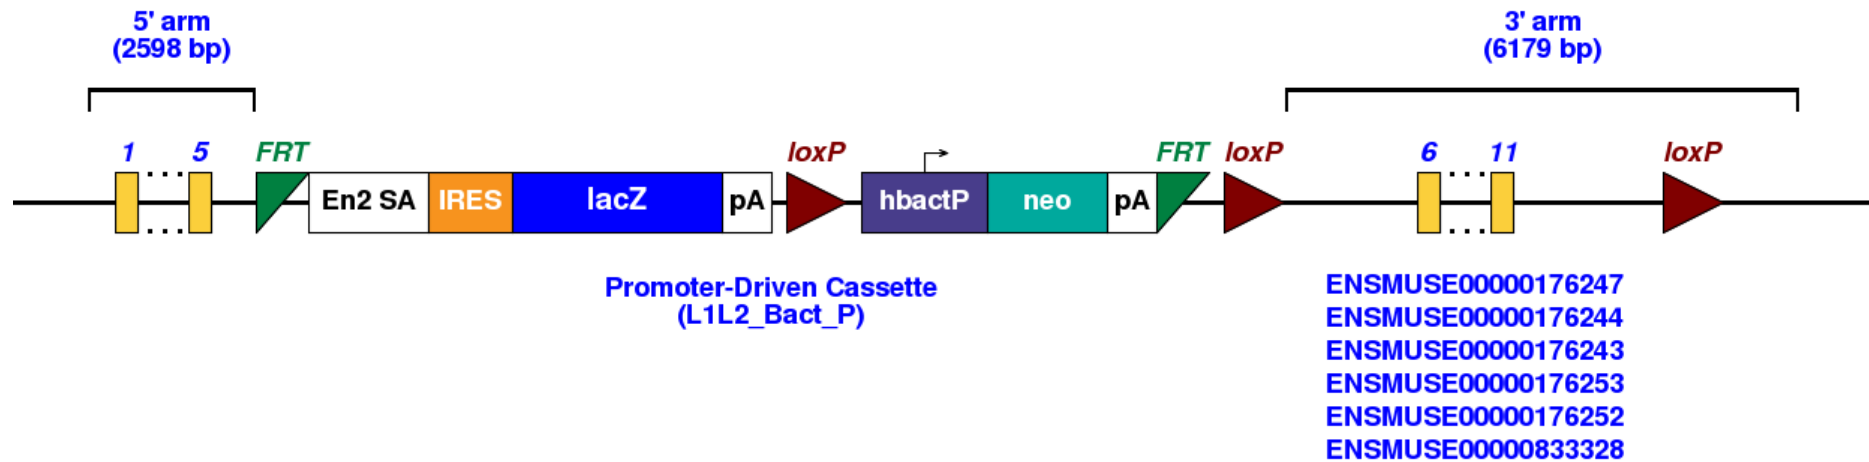 5' arm
(2598 bp)
3' arm
(6179 bp)
1 ... 5 FRT loxP FRT loxP 6 ... 11 loxP
En2 SA IRES lacZ pA hbactP neo pA
... ...
Promoter-Driven Cassette
(L1L2_Bact_P)
ENSMUSE00000176247
ENSMUSE00000176244
ENSMUSE00000176243
ENSMUSE00000176253
ENSMUSE00000176252
ENSMUSE00000833328